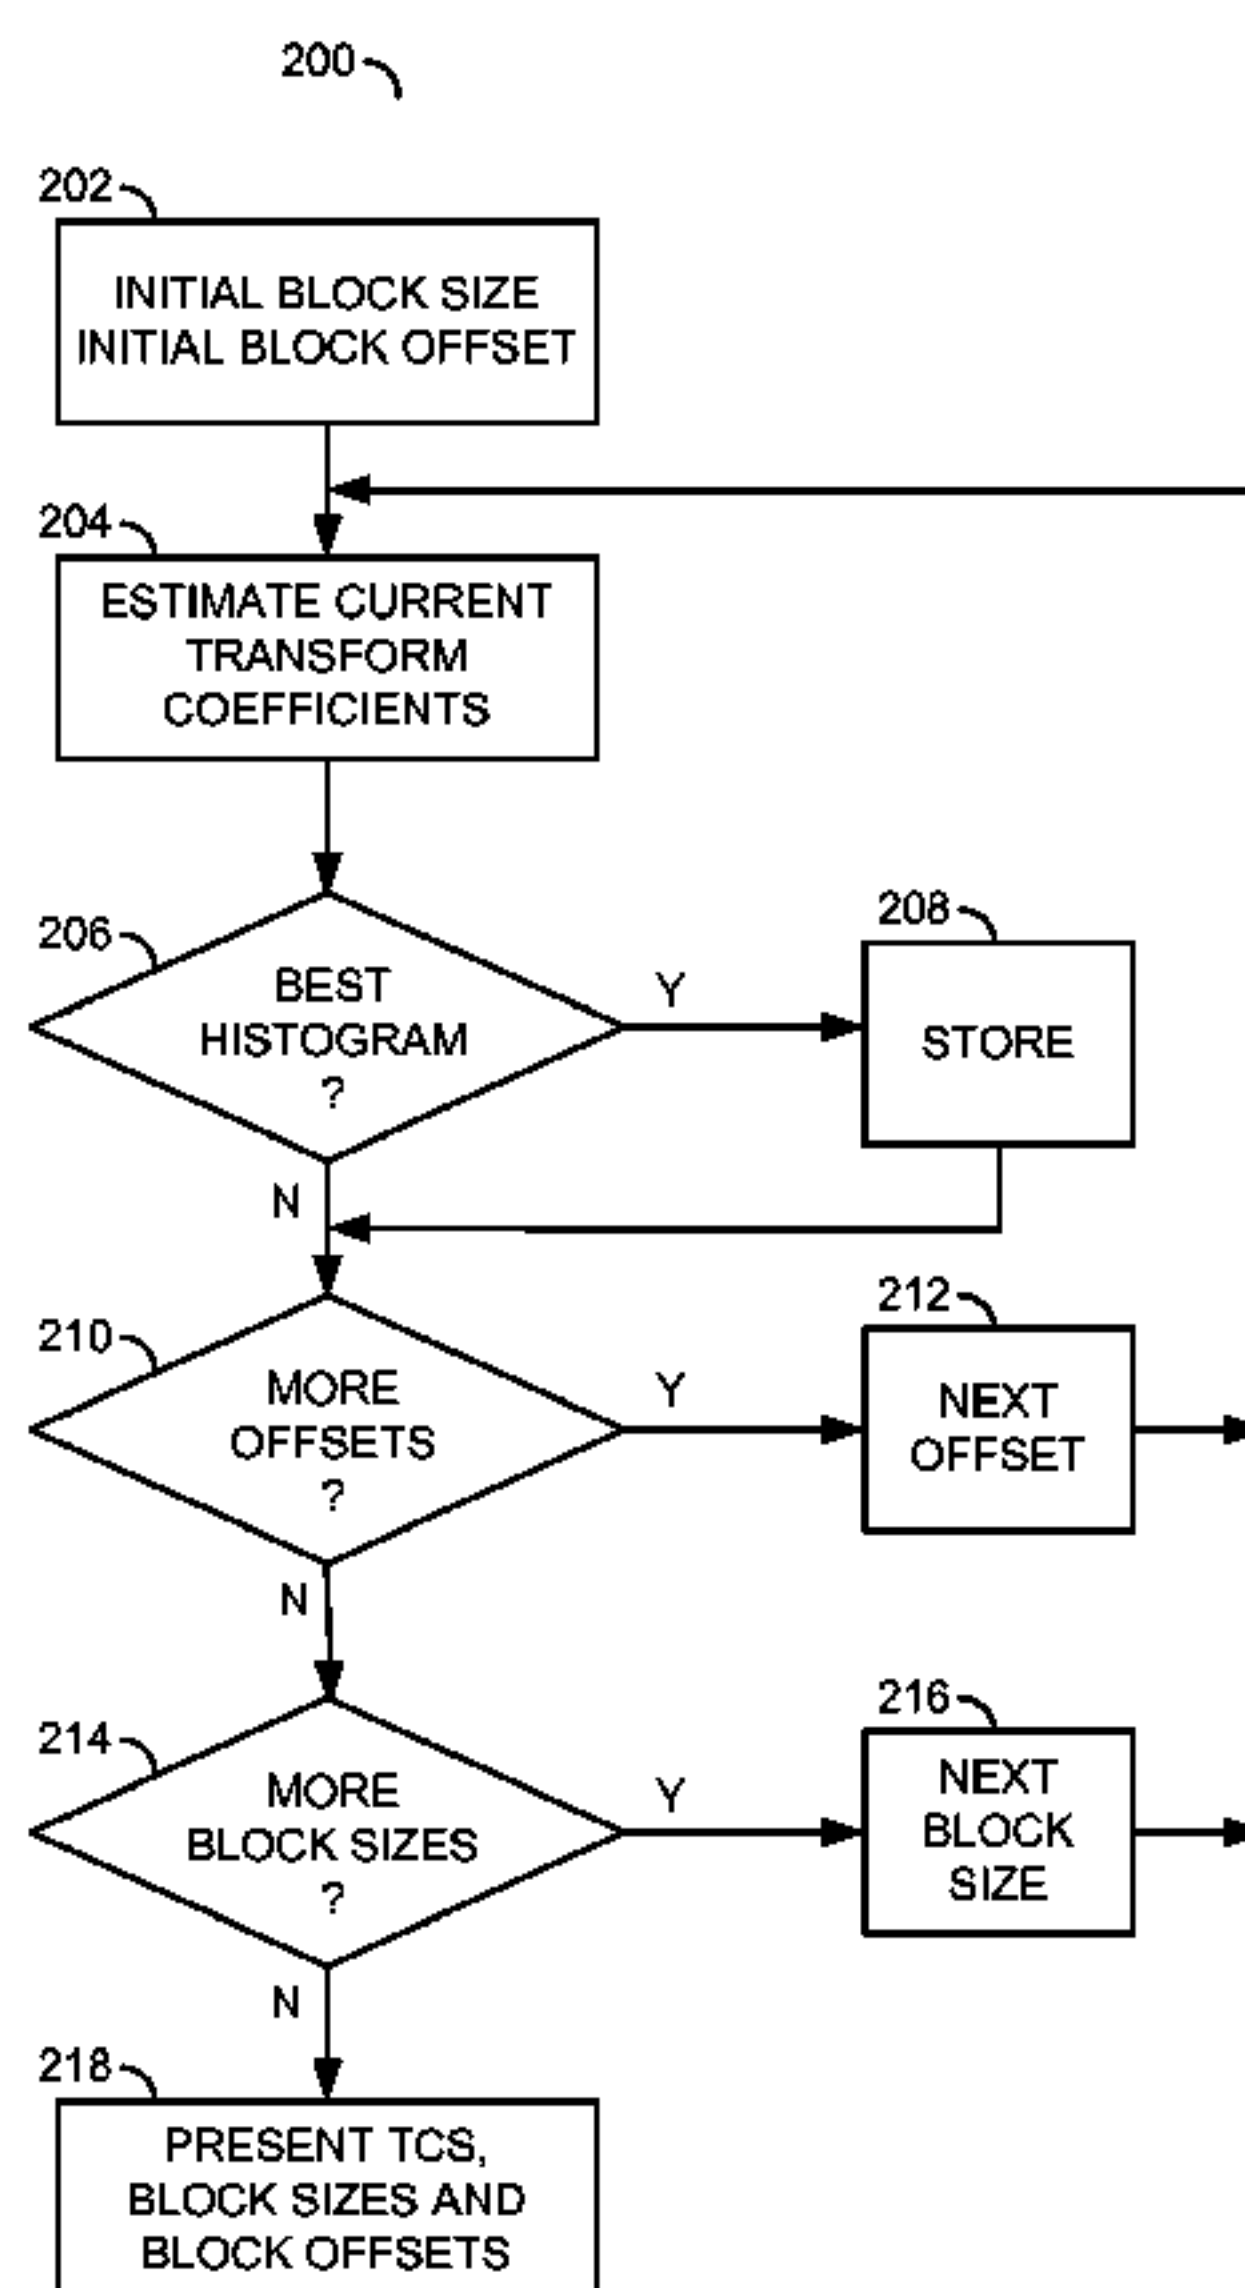 200
202
INITIAL BLOCK SIZE
INITIAL BLOCK OFFSET
204
ESTIMATE CURRENT
TRANSFORM
COEFFICIENTS
206
BEST
HISTOGRAM
?
Y
N
208
STORE
210
MORE
OFFSETS
?
Y
N
212
NEXT
OFFSET
214
MORE
BLOCK SIZES
?
Y
N
216
NEXT
BLOCK
SIZE
218
PRESENT TCS,
BLOCK SIZES AND
BLOCK OFFSETS